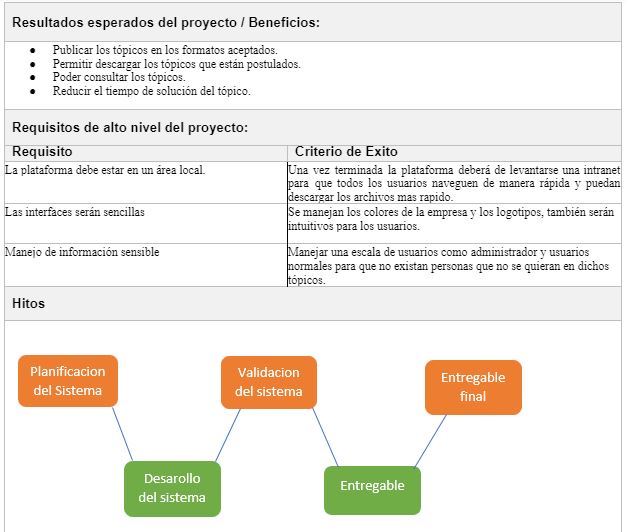 Resultados esperados del proyecto / Beneficios:
● Publicar los tópicos en los formatos aceptados.
● Permitir descargar los tópicos que están postulados.
● Poder consultar los tópicos.
● Reducir el tiempo de solución del tópico.
Requisitos de alto nivel del proyecto:
Requisito
Criterio de Exito
La plataforma debe estar en un área local.
Una vez terminada la plataforma deberá de levantarse una intranet
para que todos los usuarios naveguen de manera rápida y puedan
descargar los archivos mas rapido.
Las interfaces serán sencillas
Se manejan los colores de la empresa y los logotipos, también serán
intuitivos para los usuarios.
Manejo de información sensible
Manejar una escala de usuarios como administrador y usuarios
normales para que no existan personas que no se quieran en dichos
tópicos.
Hitos
Planificacion
del Sistema
Desarollo
del sistema
Validacion
del sistema
Entregable
Entregable
final